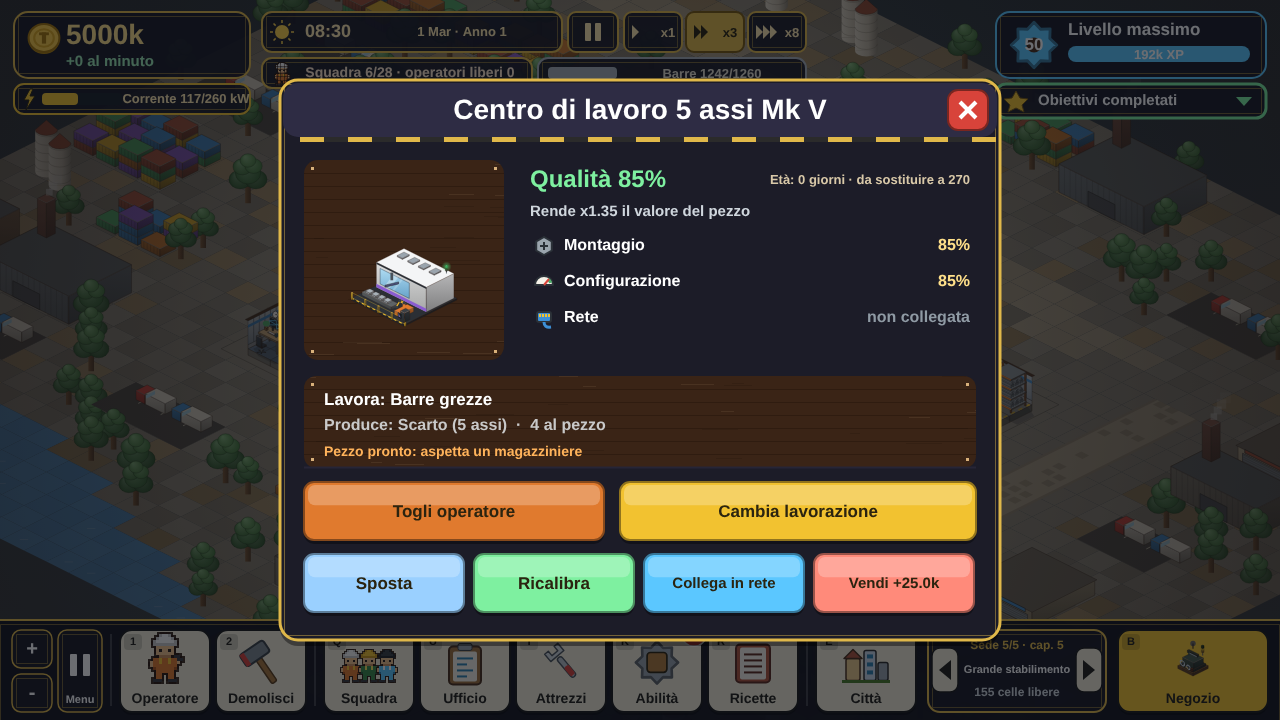 5000k
+0 al minuto
Corrente 117/260 kW
08:30
1 Mar · Anno 1
x1
x3
x8
Squadra 6/28 · operatori liberi 0
Barre 1242/1260
50
Livello massimo
192k XP
Obiettivi completati
Centro di lavoro 5 assi Mk V
Qualità 85%
Età: 0 giorni · da sostituire a 270
Rende x1.35 il valore del pezzo
Montaggio 85%
Configurazione 85%
Rete non collegata
Lavora: Barre grezze
Produce: Scarto (5 assi) · 4 al pezzo
Pezzo pronto: aspetta un magazziniere
Togli operatore
Cambia lavorazione
Sposta
Ricalibra
Collega in rete
Vendi +25.0k
+
-
Menu
1
Operatore
2
Demolisci
Squadra
Ufficio
Attrezzi
Abilità
Ricette
Città
Sede 5/5 · cap. 5
Grande stabilimento
155 celle libere
B
Negozio